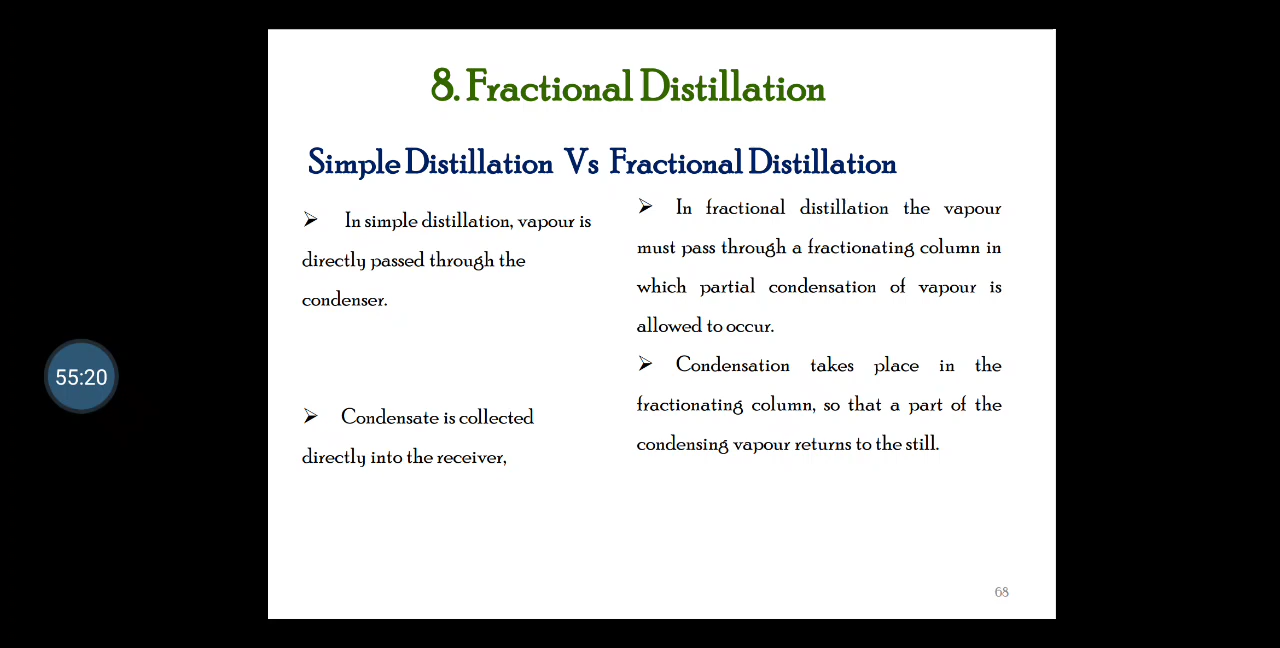 8. Fractional Distillation
Simple Distillation Vs Fractional Distillation
➢ In simple distillation, vapour is
directly passed through the
condenser.
➢ Condensate is collected
directly into the receiver,
➢ In fractional distillation the vapour
must pass through a fractionating column in
which partial condensation of vapour is
allowed to occur.
➢ Condensation takes place in the
fractionating column, so that a part of the
condensing vapour returns to the still.
55:20
68